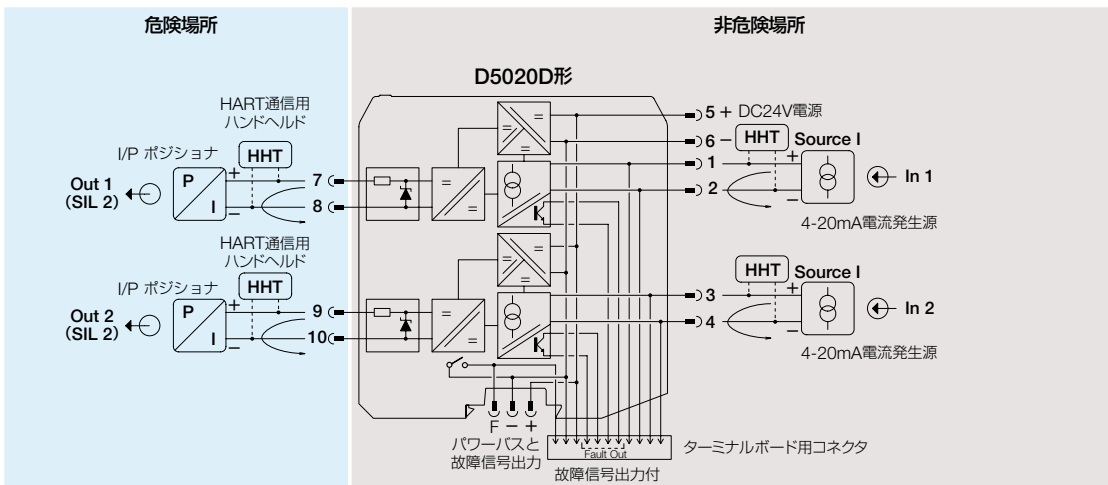 危険場所
非危険場所
D5020D形
HART通信用
ハンドヘルド
I/P ポジショナ
HHT
Out 1
(SIL 2)
P
I
+
−
7
8
HART通信用
ハンドヘルド
I/P ポジショナ
HHT
Out 2
(SIL 2)
P
I
+
−
9
10
5 + DC24V電源
6 −
HHT
Source I
1
2
+
−
In 1
4-20mA電流発生源
HHT
Source I
3
4
+
−
In 2
4-20mA電流発生源
F − +
パワーバスと
故障信号出力
Fault Out
故障信号出力付
ターミナルボード用コネクタ